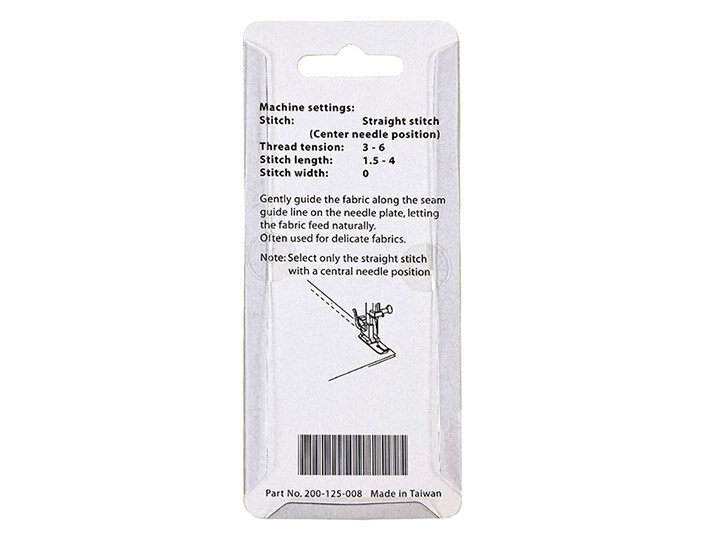 Machine settings:
Stitch: Straight stitch
(Center needle position)
Thread tension: 3 - 6
Stitch length: 1.5 - 4
Stitch width: 0
Gently guide the fabric along the seam
guide line on the needle plate, letting
the fabric feed naturally.
Often used for delicate fabrics.
Note: Select only the straight stitch
with a central needle position
Part No. 200-125-008 Made in Taiwan